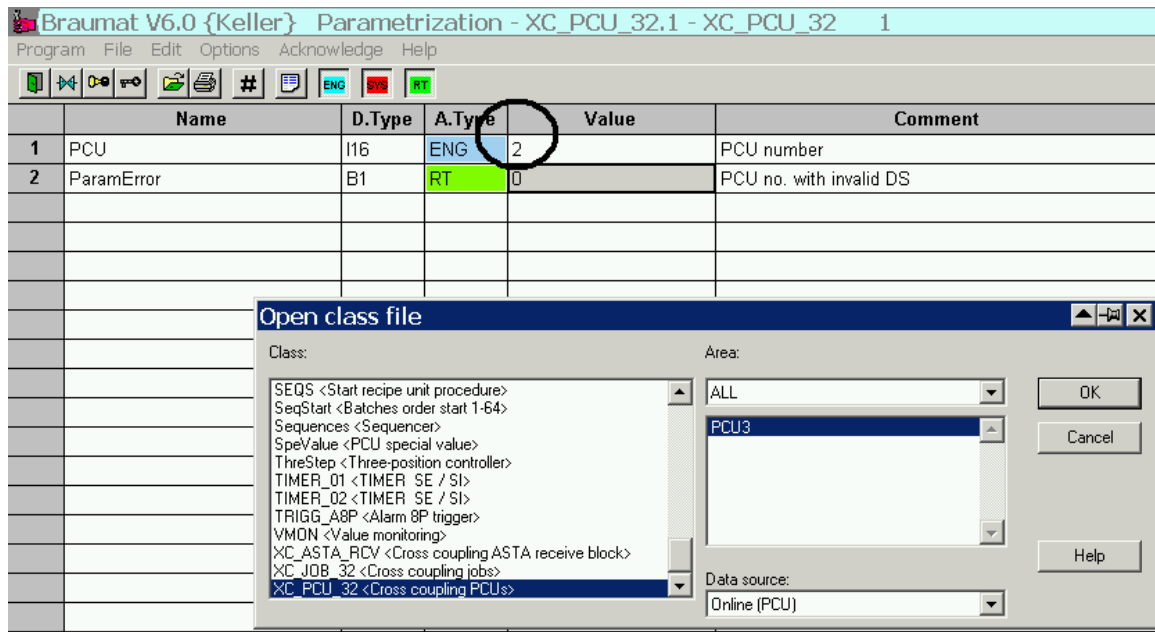 Braumat V6.0 {Keller} Parametrization - XC_PCU_32.1 - XC_PCU_32 1
Program File Edit Options Acknowledge Help
# ENG SYS RT
Name D.Type A.Type Value Comment
1 PCU I16 ENG 2 PCU number
2 ParamError B1 RT 0 PCU no. with invalid DS
Open class file
Class:
SEQS <Start recipe unit procedure>
SeqStart <Batches order start 1-64>
Sequences <Sequencer>
SpeValue <PCU special value>
ThreStep <Three-position controller>
TIMER_01 <TIMER SE / SI>
TIMER_02 <TIMER SE / SI>
TRIGG_A8P <Alarm 8P trigger>
VMON <Value monitoring>
XC_ASTA_RCV <Cross coupling ASTA receive block>
XC_JOB_32 <Cross coupling jobs>
XC_PCU_32 <Cross coupling PCUs>
Area:
ALL
PCU3
Data source:
Online (PCU)
OK
Cancel
Help